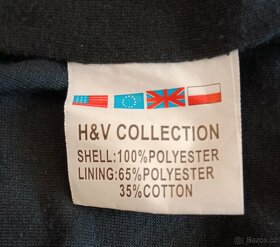 H&V COLLECTION
SHELL:100%POLYESTER
LINING:65%POLYESTER
35%COTTON